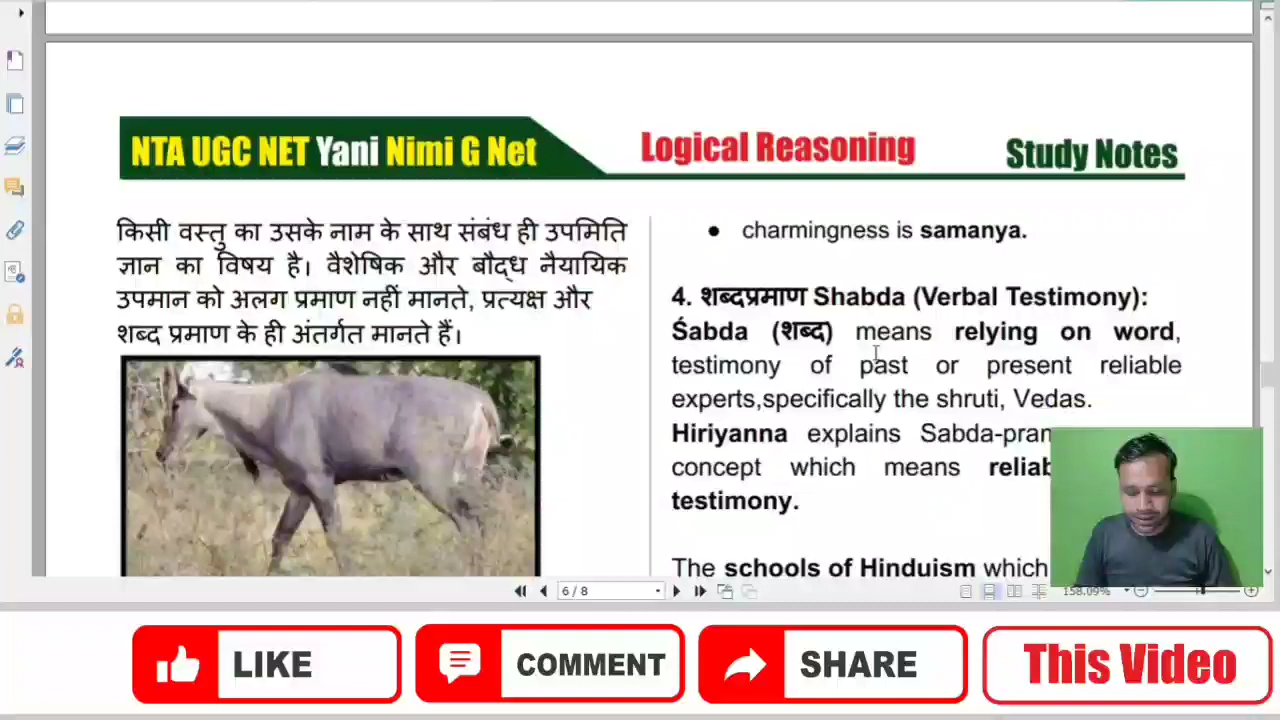 NTA UGC NET Yani Nimi G Net
Logical Reasoning
Study Notes
किसी वस्तु का उसके नाम के साथ संबंध ही उपमिति
ज्ञान का विषय है। वैशेषिक और बौद्ध नैयायिक
उपमान को अलग प्रमाण नहीं मानते, प्रत्यक्ष और
शब्द प्रमाण के ही अंतर्गत मानते हैं।
● charmingness is samanya.
4. शब्दप्रमाण Shabda (Verbal Testimony):
Śabda (शब्द) means relying on word,
testimony of past or present reliable
experts,specifically the shruti, Vedas.
Hiriyanna explains Sabda-pran
concept which means reliab
testimony.
The schools of Hinduism which
6 / 8
158.09%
LIKE
COMMENT
SHARE
This Video